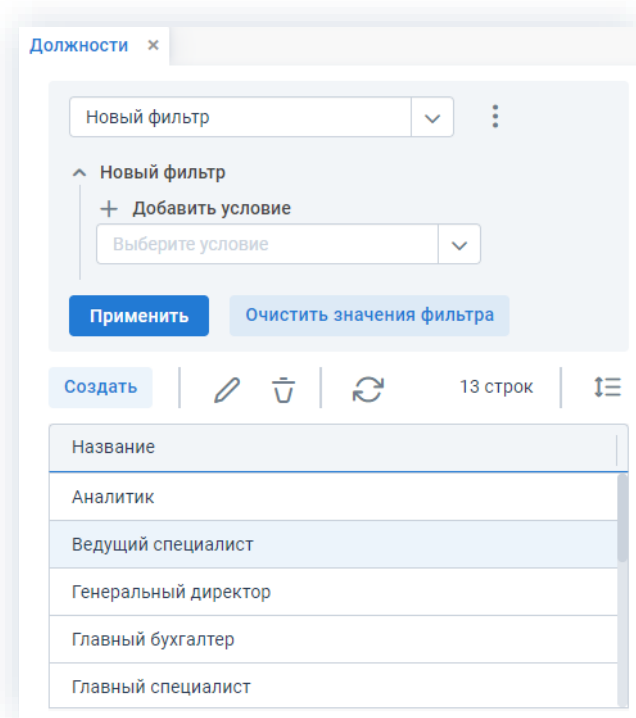 Должности ×
Новый фильтр
Новый фильтр
+ Добавить условие
Выберите условие
Применить Очистить значения фильтра
Создать 13 строк
Название
Аналитик
Ведущий специалист
Генеральный директор
Главный бухгалтер
Главный специалист